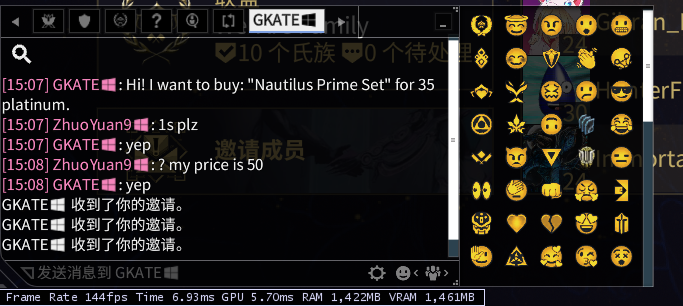 GKATE
联盟
mily
10 个氏族 0 个待处理
[15:07] GKATE: Hi! I want to buy: "Nautilus Prime Set" for 35
platinum.
[15:07] ZhuoYuan9: 1s plz
[15:07] GKATE: yep
[15:08] ZhuoYuan9: ? my price is 50
[15:08] GKATE: yep
GKATE 收到了你的邀请。
GKATE 收到了你的邀请。
GKATE 收到了你的邀请。
邀请成员
发送消息到 GKATE
Frame Rate 144fps Time 6.93ms GPU 5.70ms RAM 1,422MB VRAM 1,461MB